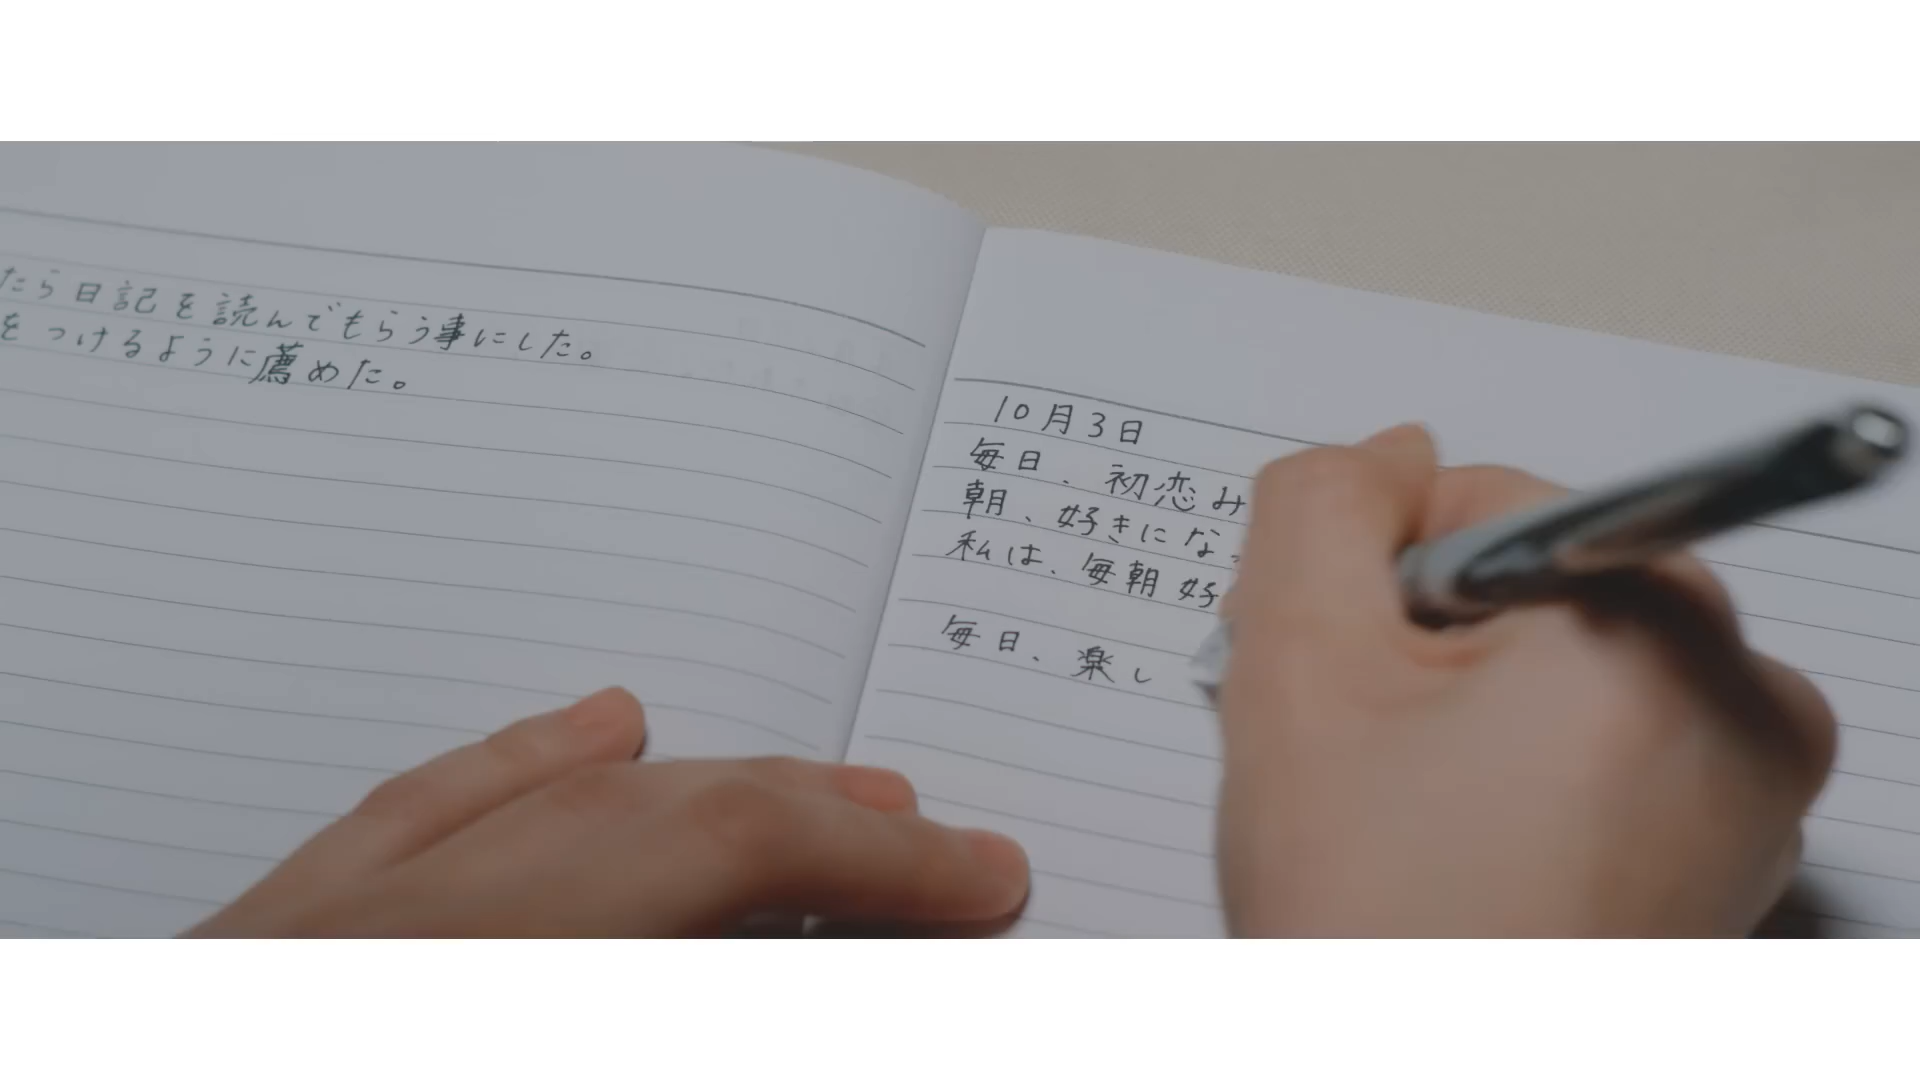 たら日記を読んでもらう事にした。
をつけるように薦めた。
10月3日
毎日、初恋み
朝、好きにな
私は、毎朝好
毎日、楽し